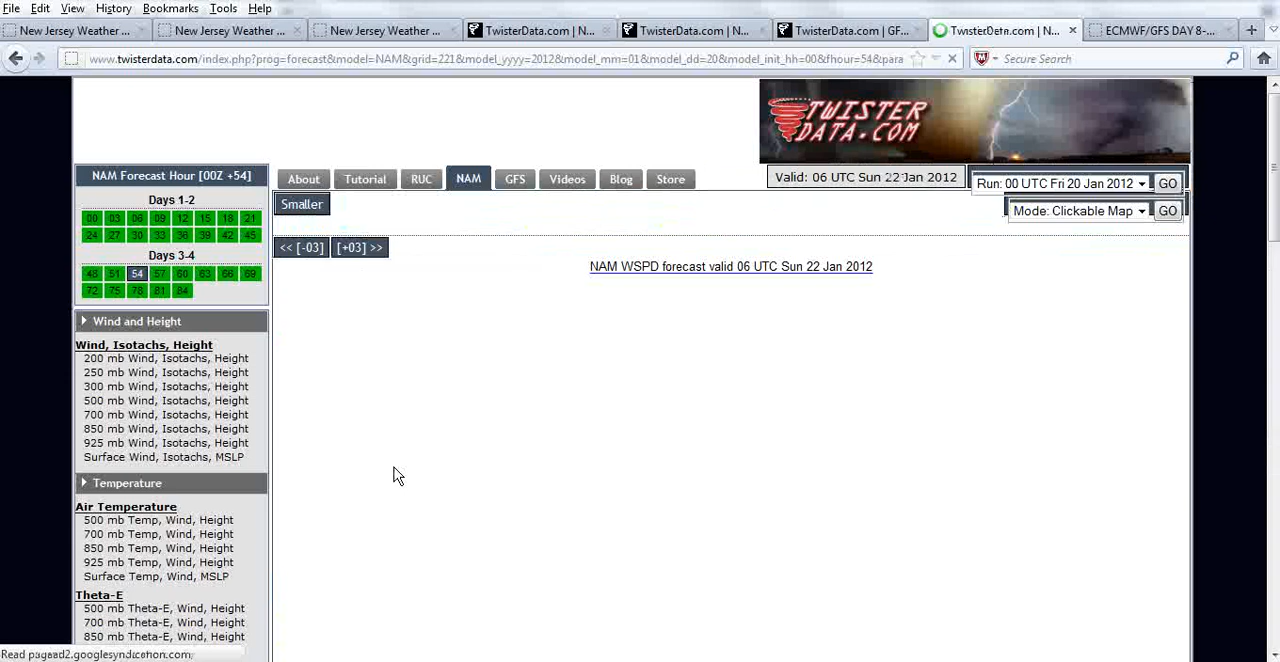 File Edit View History Bookmarks Tools Help
New Jersey Weather ... New Jersey Weather ... New Jersey Weather ... TwisterData.com | N... TwisterData.com | N... TwisterData.com | GF... TwisterData.com | N... ECMWF/GFS DAY 8-...
www.twisterdata.com/index.php?prog=forecast&model=NAM&grid=221&model_yyyy=2012&model_mm=01&model_dd=20&model_init_hh=00&fhour=54&para Secure Search
TWISTER
DATA.COM
NAM Forecast Hour [00Z +54]
About Tutorial RUC NAM GFS Videos Blog Store
Valid: 06 UTC Sun 22 Jan 2012
Run: 00 UTC Fri 20 Jan 2012 GO
Smaller
Mode: Clickable Map GO
Days 1-2
00 03 06 09 12 15 18 21
24 27 30 33 36 39 42 45
Days 3-4
48 51 54 57 60 63 66 69
72 75 78 81 84
<< [-03] [+03] >>
NAM WSPD forecast valid 06 UTC Sun 22 Jan 2012
Wind and Height
Wind, Isotachs, Height
200 mb Wind, Isotachs, Height
250 mb Wind, Isotachs, Height
300 mb Wind, Isotachs, Height
500 mb Wind, Isotachs, Height
700 mb Wind, Isotachs, Height
850 mb Wind, Isotachs, Height
925 mb Wind, Isotachs, Height
Surface Wind, Isotachs, MSLP
Temperature
Air Temperature
500 mb Temp, Wind, Height
700 mb Temp, Wind, Height
850 mb Temp, Wind, Height
925 mb Temp, Wind, Height
Surface Temp, Wind, MSLP
Theta-E
500 mb Theta-E, Wind, Height
700 mb Theta-E, Wind, Height
850 mb Theta-E, Wind, Height
Read pagead2.googlesyndication.com